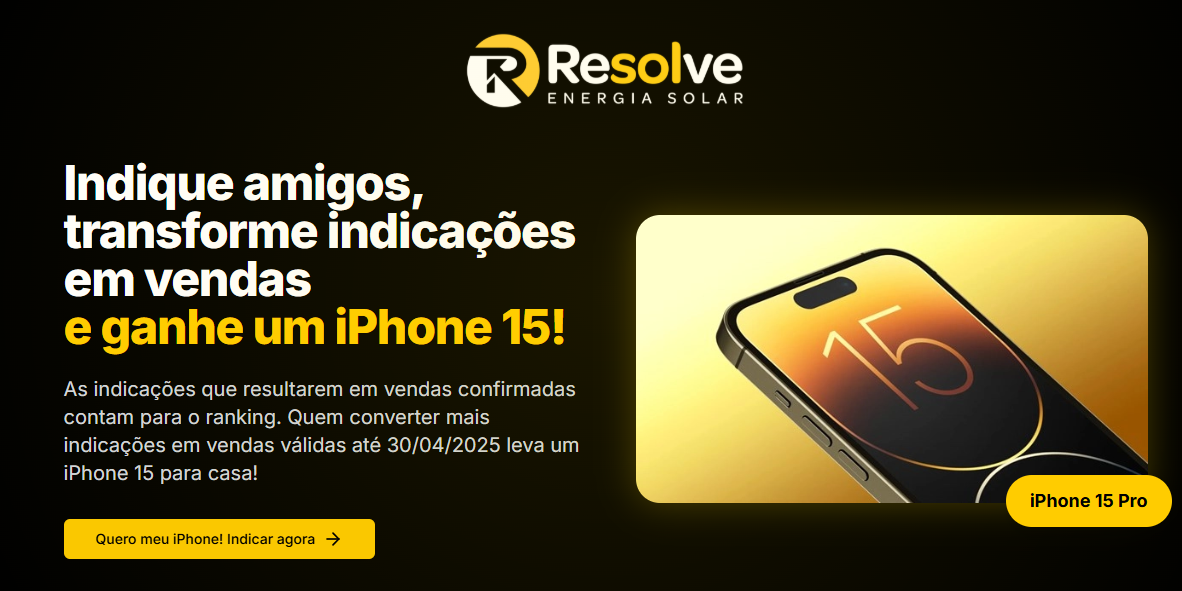 Resolve
ENERGIA SOLAR
Indique amigos,
transforme indicações
em vendas
e ganhe um iPhone 15!
As indicações que resultarem em vendas confirmadas
contam para o ranking. Quem converter mais
indicações em vendas válidas até 30/04/2025 leva um
iPhone 15 para casa!
Quero meu iPhone! Indicar agora →
15
iPhone 15 Pro